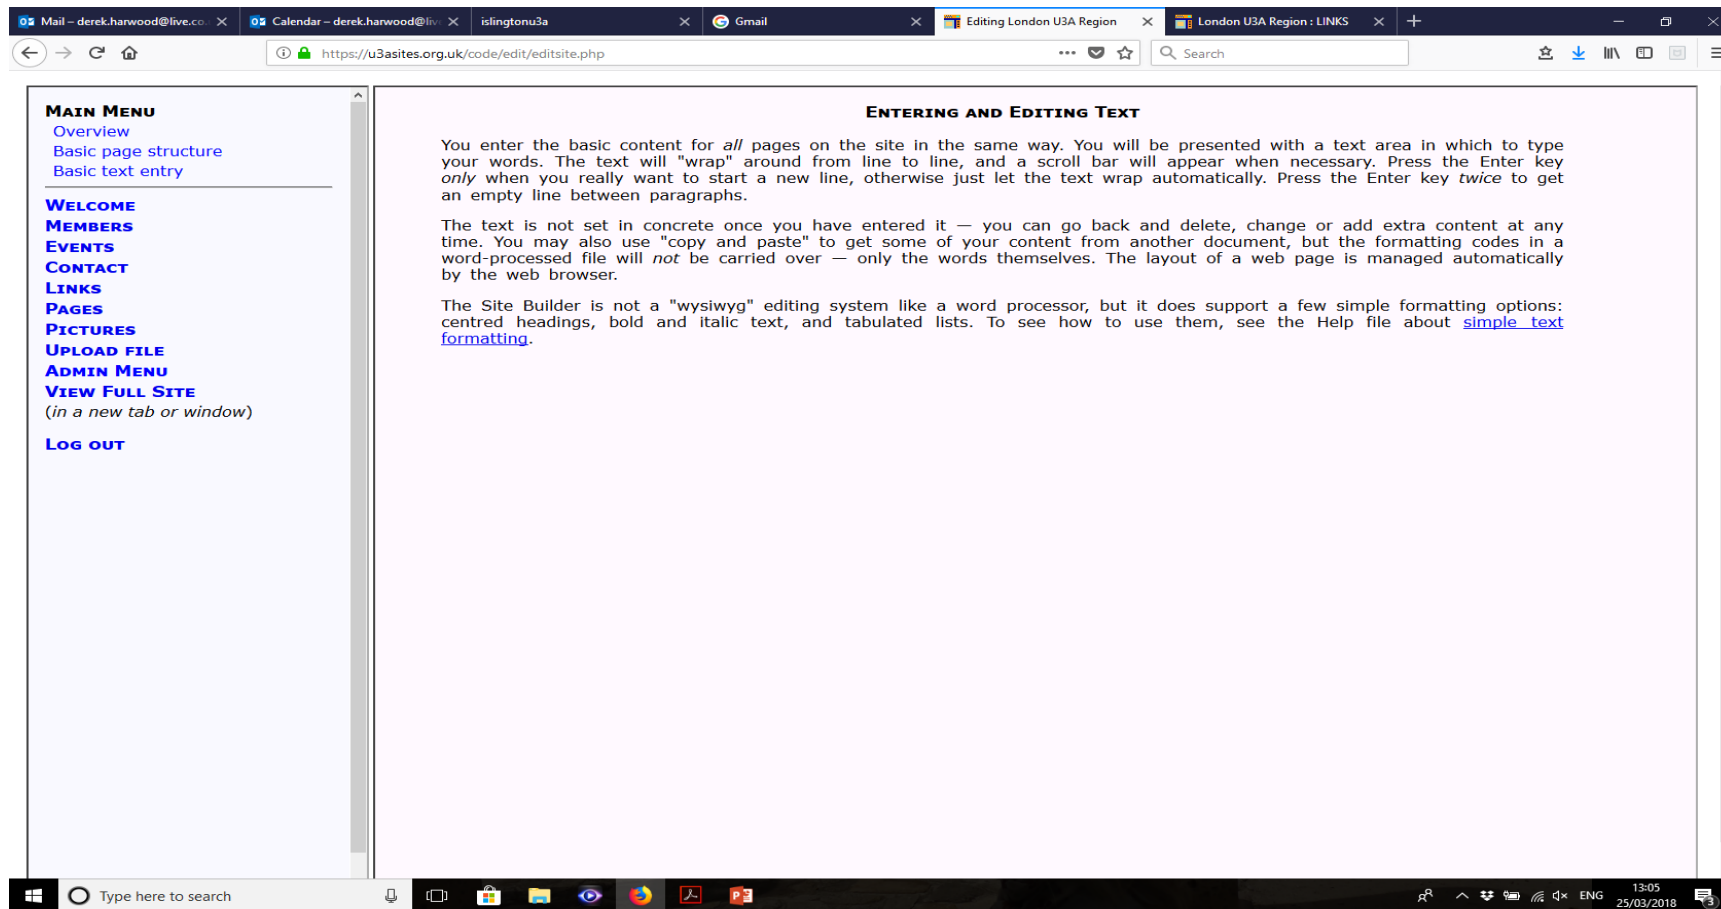 Mail – derek.harwood@live.co.
Calendar – derek.harwood@live
islingtonu3a
Gmail
Editing London U3A Region
London U3A Region : LINKS
https://u3asites.org.uk/code/edit/editsite.php
Search
MAIN MENU
Overview
Basic page structure
Basic text entry
WELCOME
MEMBERS
EVENTS
CONTACT
LINKS
PAGES
PICTURES
UPLOAD FILE
ADMIN MENU
VIEW FULL SITE
(in a new tab or window)
LOG OUT
ENTERING AND EDITING TEXT
You enter the basic content for all pages on the site in the same way. You will be presented with a text area in which to type
your words. The text will "wrap" around from line to line, and a scroll bar will appear when necessary. Press the Enter key
only when you really want to start a new line, otherwise just let the text wrap automatically. Press the Enter key twice to get
an empty line between paragraphs.
The text is not set in concrete once you have entered it — you can go back and delete, change or add extra content at any
time. You may also use "copy and paste" to get some of your content from another document, but the formatting codes in a
word-processed file will not be carried over — only the words themselves. The layout of a web page is managed automatically
by the web browser.
The Site Builder is not a "wysiwyg" editing system like a word processor, but it does support a few simple formatting options:
centred headings, bold and italic text, and tabulated lists. To see how to use them, see the Help file about simple text
formatting.
Type here to search
ENG
13:05
25/03/2018
3